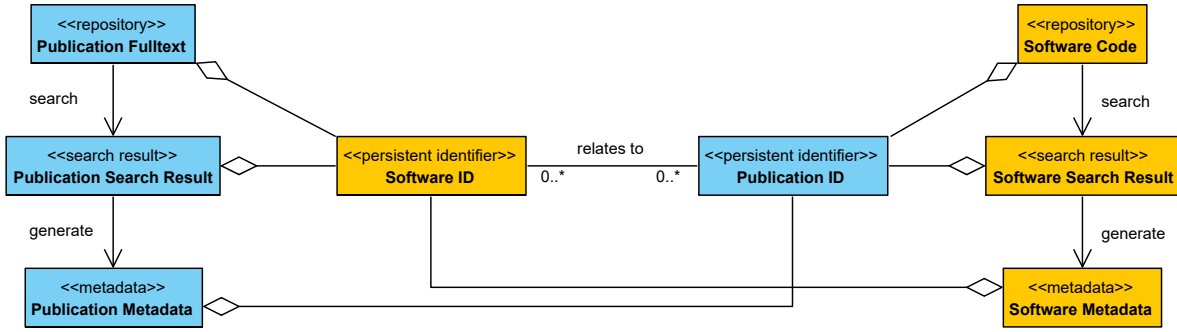 <<repository>>
Publication Fulltext
<<repository>>
Software Code
search
search
<<search result>>
Publication Search Result
<<persistent identifier>>
Software ID
relates to
0..*
0..*
<<persistent identifier>>
Publication ID
<<search result>>
Software Search Result
generate
generate
<<metadata>>
Publication Metadata
<<metadata>>
Software Metadata